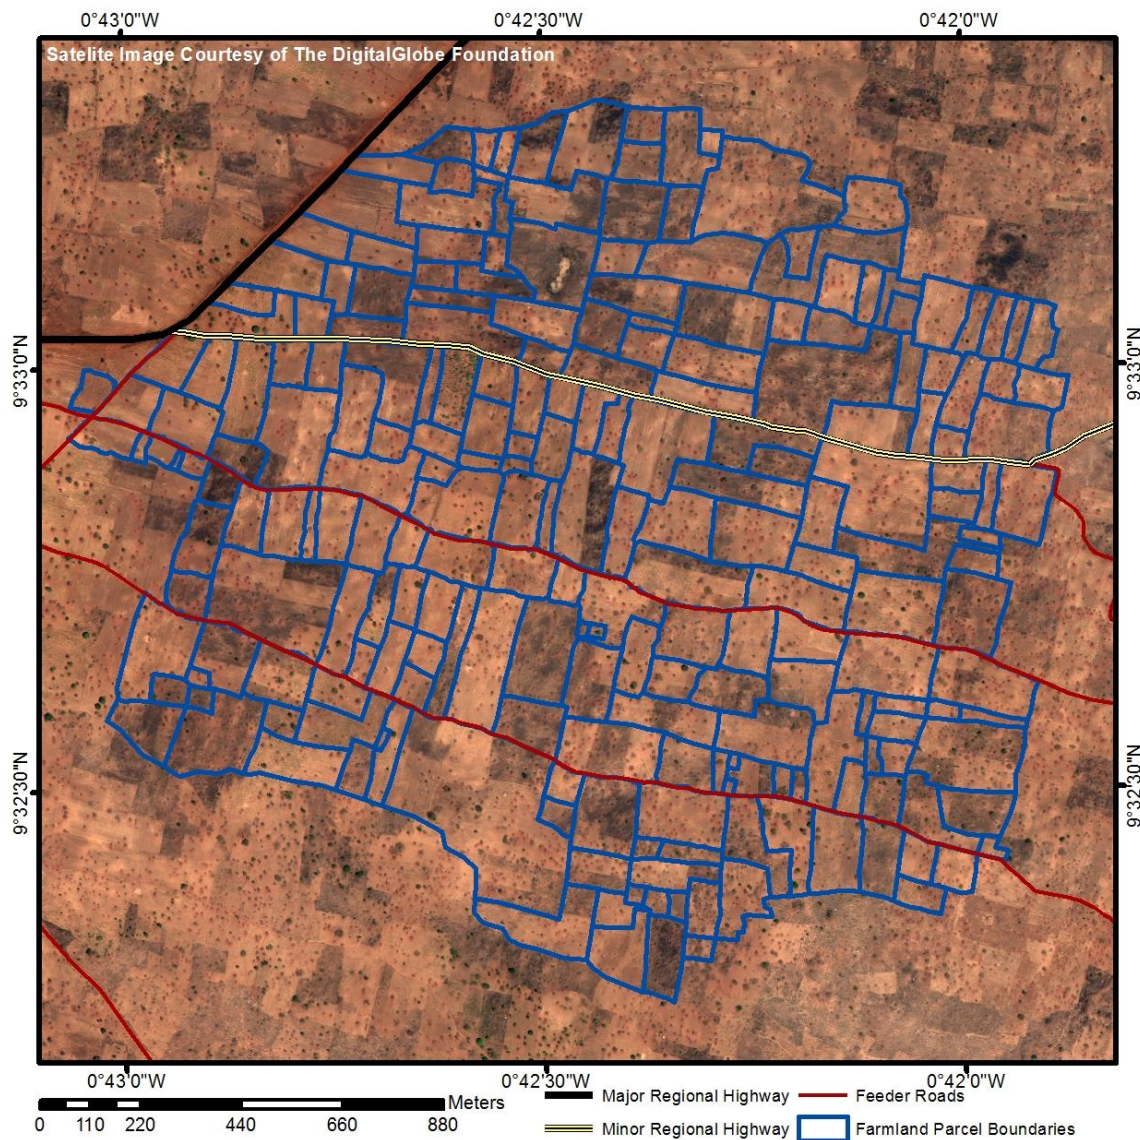 0°43'0"W 0°42'30"W 0°42'0"W
Satelite Image Courtesy of The DigitalGlobe Foundation
9°33'0"N 9°33'0"N
9°32'30"N 9°32'30"N
0°43'0"W 0°42'30"W 0°42'0"W
Meters
0 110 220 440 660 880
Major Regional Highway Feeder Roads
Minor Regional Highway Farmland Parcel Boundaries